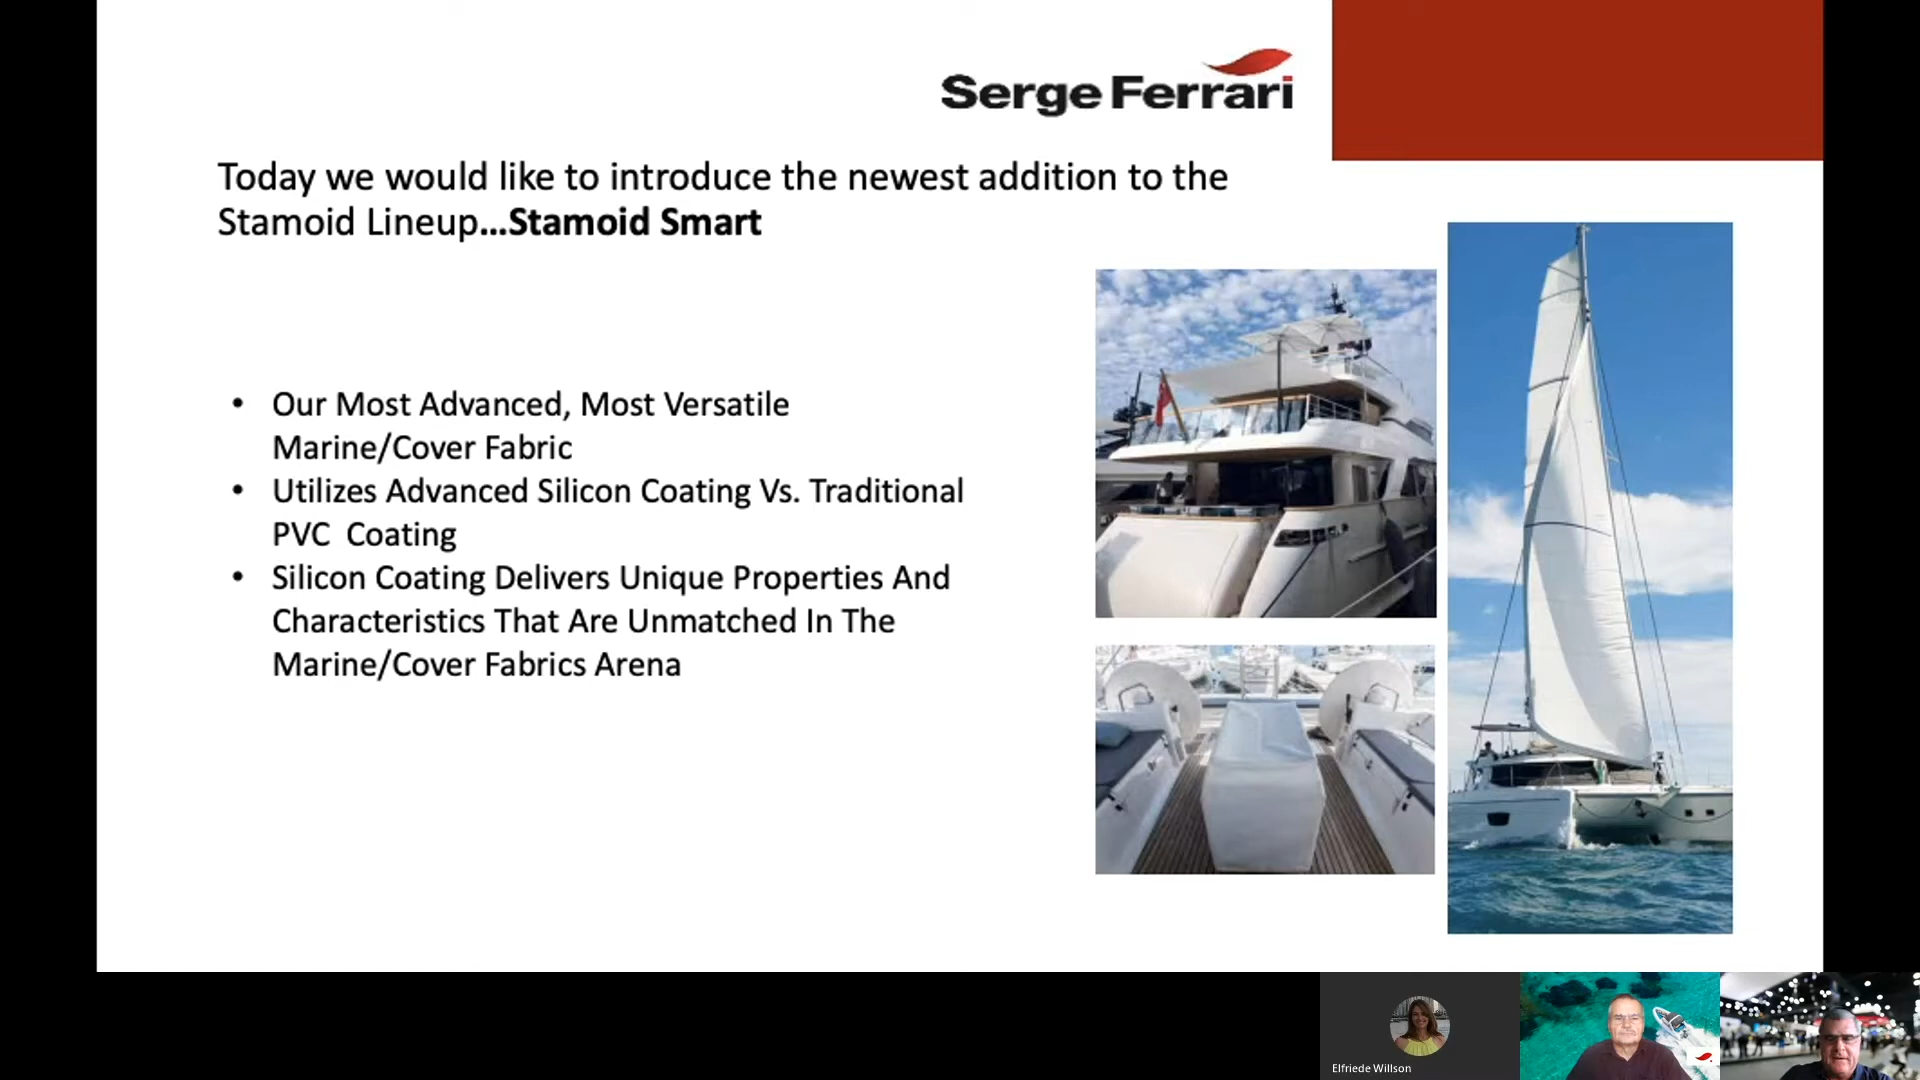 Serge Ferrari
Today we would like to introduce the newest addition to the
Stamoid Lineup...Stamoid Smart
• Our Most Advanced, Most Versatile
Marine/Cover Fabric
• Utilizes Advanced Silicon Coating Vs. Traditional
PVC  Coating
• Silicon Coating Delivers Unique Properties And
Characteristics That Are Unmatched In The
Marine/Cover Fabrics Arena
Elfriede Willson